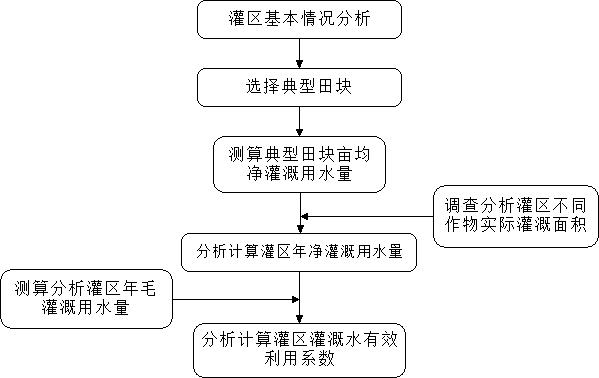 灌区基本情况分析
选择典型田块
测算典型田块亩均
净灌溉用水量
调查分析灌区不同
作物实际灌溉面积
分析计算灌区年净灌溉用水量
测算分析灌区年毛
灌溉用水量
分析计算灌区灌溉水有效
利用系数